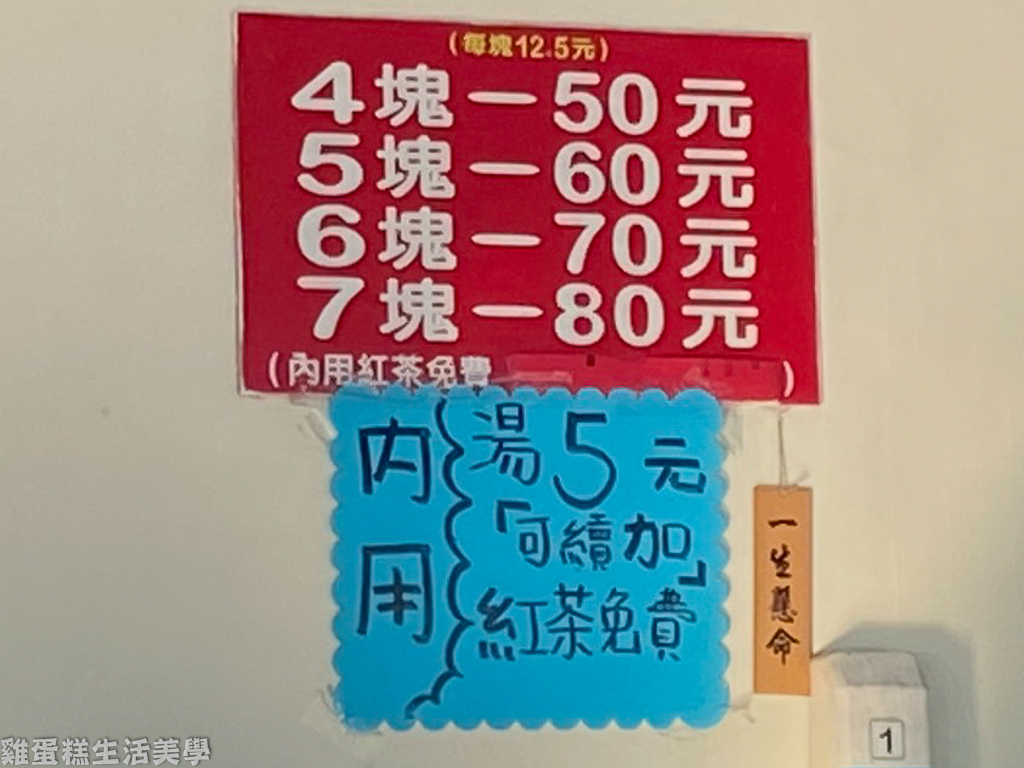 (每塊12.5元)
4塊－50元
5塊－60元
6塊－70元
7塊－80元
(內用紅茶免費 )
內用
湯5元
「可續加」
紅茶免費
一生懸命
1
雞蛋糕生活美學